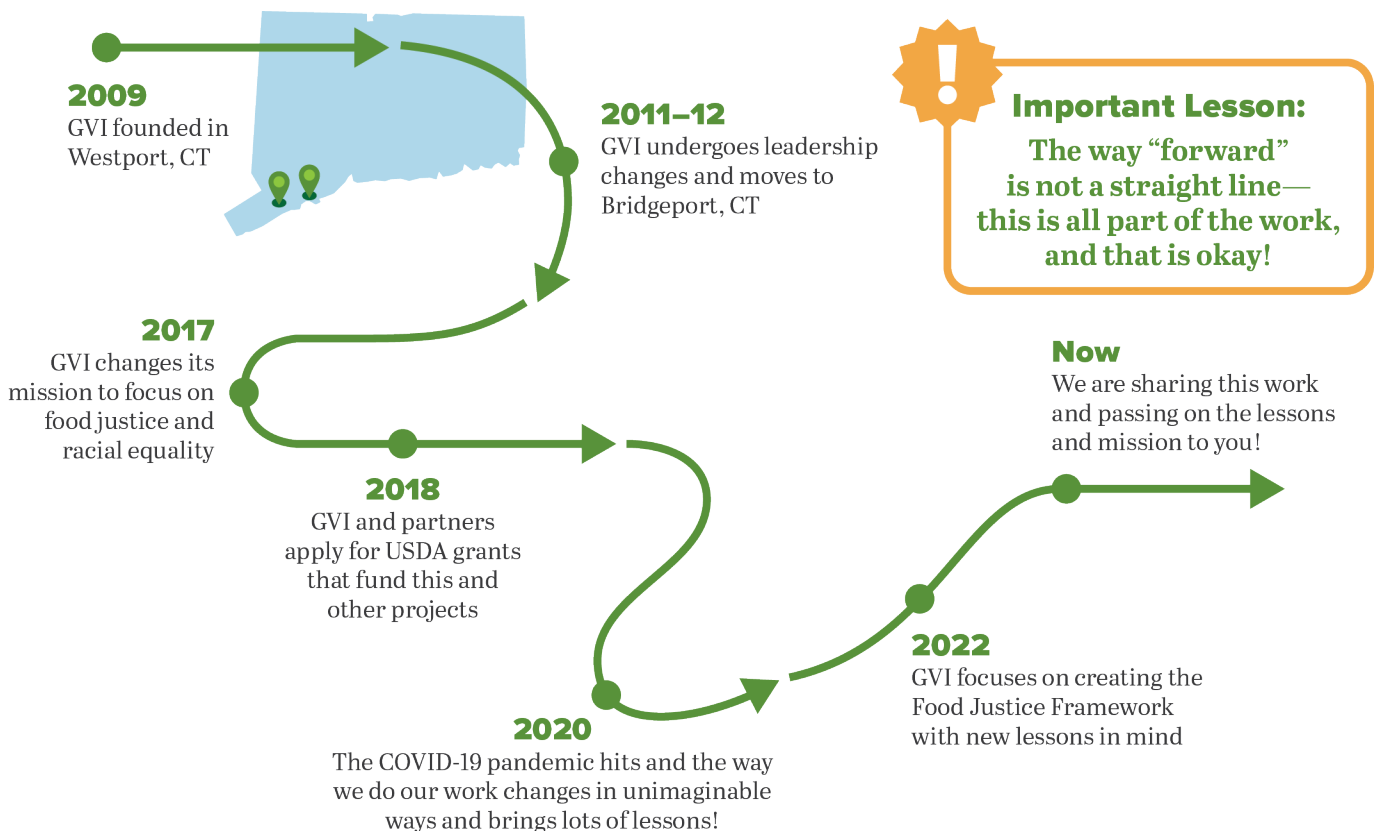 2009
GVI founded in
Westport, CT
2011–12
GVI undergoes leadership
changes and moves to
Bridgeport, CT
!
Important Lesson:
The way “forward”
is not a straight line—
this is all part of the work,
and that is okay!
2017
GVI changes its
mission to focus on
food justice and
racial equality
2018
GVI and partners
apply for USDA grants
that fund this and
other projects
2020
The COVID-19 pandemic hits and the way
we do our work changes in unimaginable
ways and brings lots of lessons!
2022
GVI focuses on creating the
Food Justice Framework
with new lessons in mind
Now
We are sharing this work
and passing on the lessons
and mission to you!